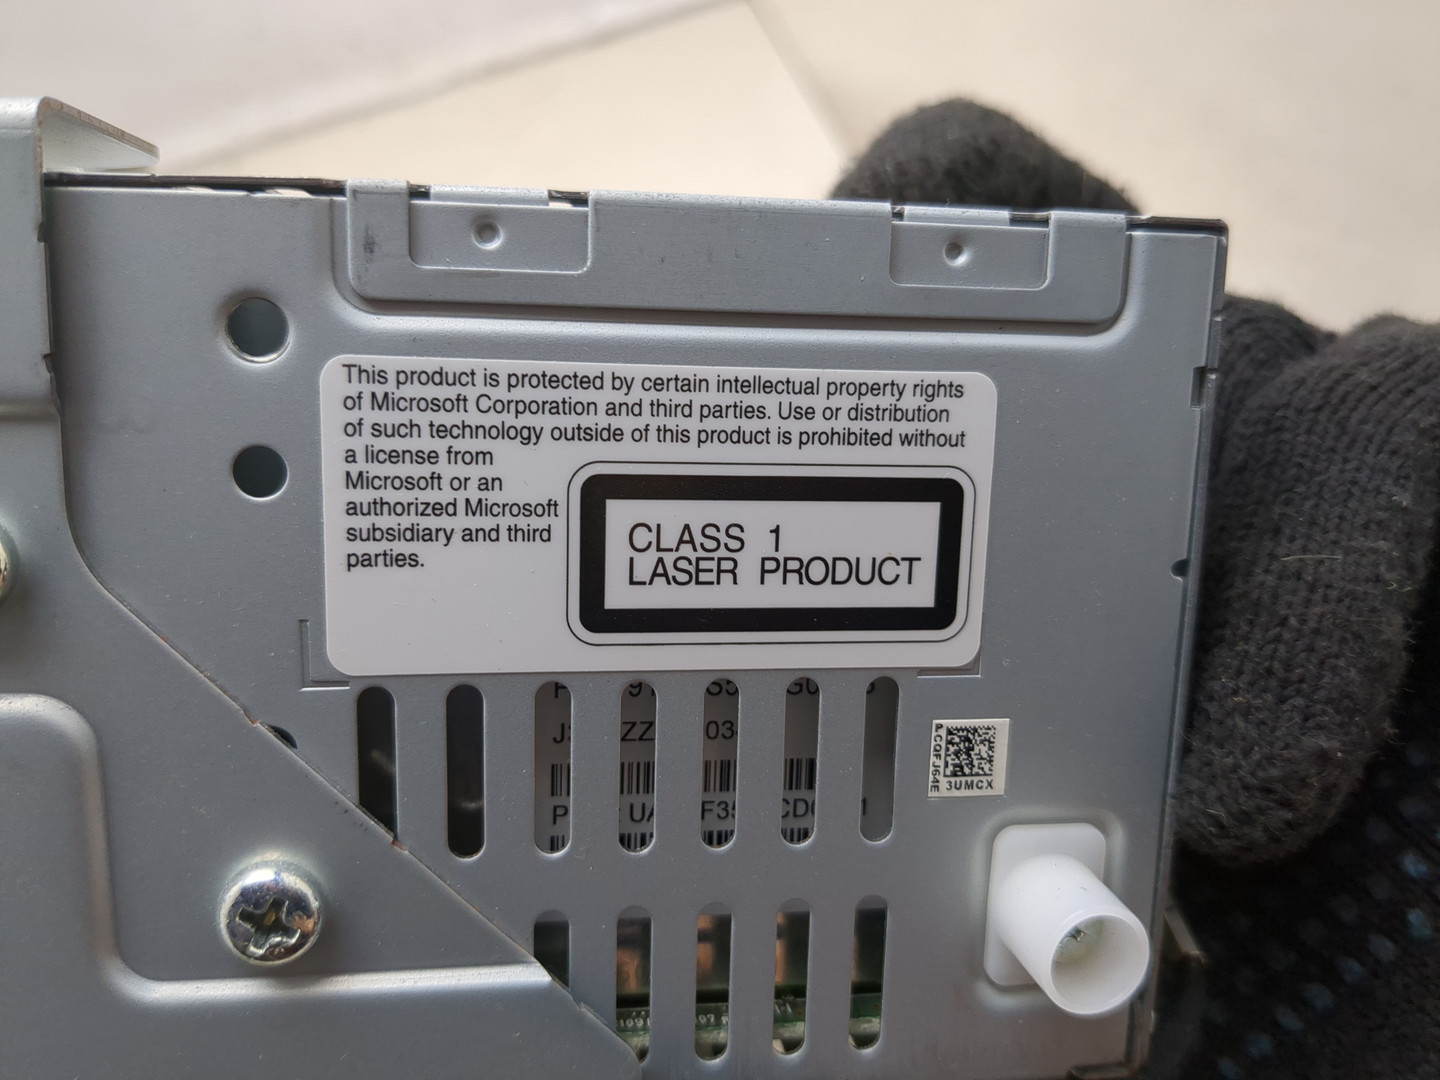 This product is protected by certain intellectual property rights
of Microsoft Corporation and third parties. Use or distribution
of such technology outside of this product is prohibited without
a license from
Microsoft or an
authorized Microsoft
subsidiary and third
parties.
CLASS 1
LASER PRODUCT
3UMCX